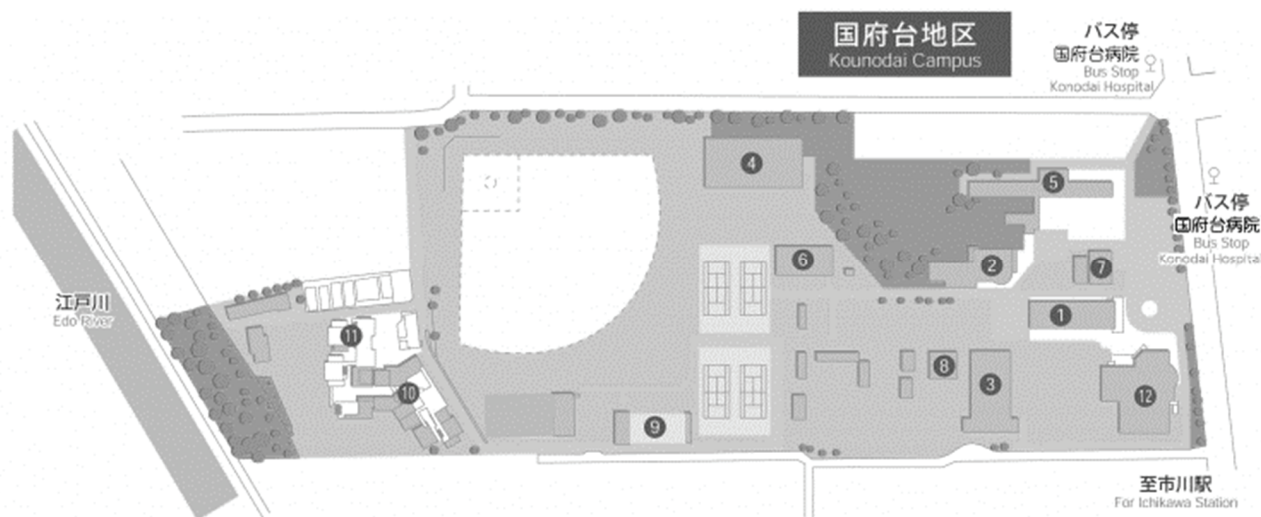 国府台地区
Kounodai Campus
バス停
国府台病院
Bus Stop
Konodai Hospital
4
5
バス停
国府台病院
Bus Stop
Konodai Hospital
6
2
7
江戸川
Edo River
1
11
8
3
10
12
9
至市川駅
For Ichikawa Station